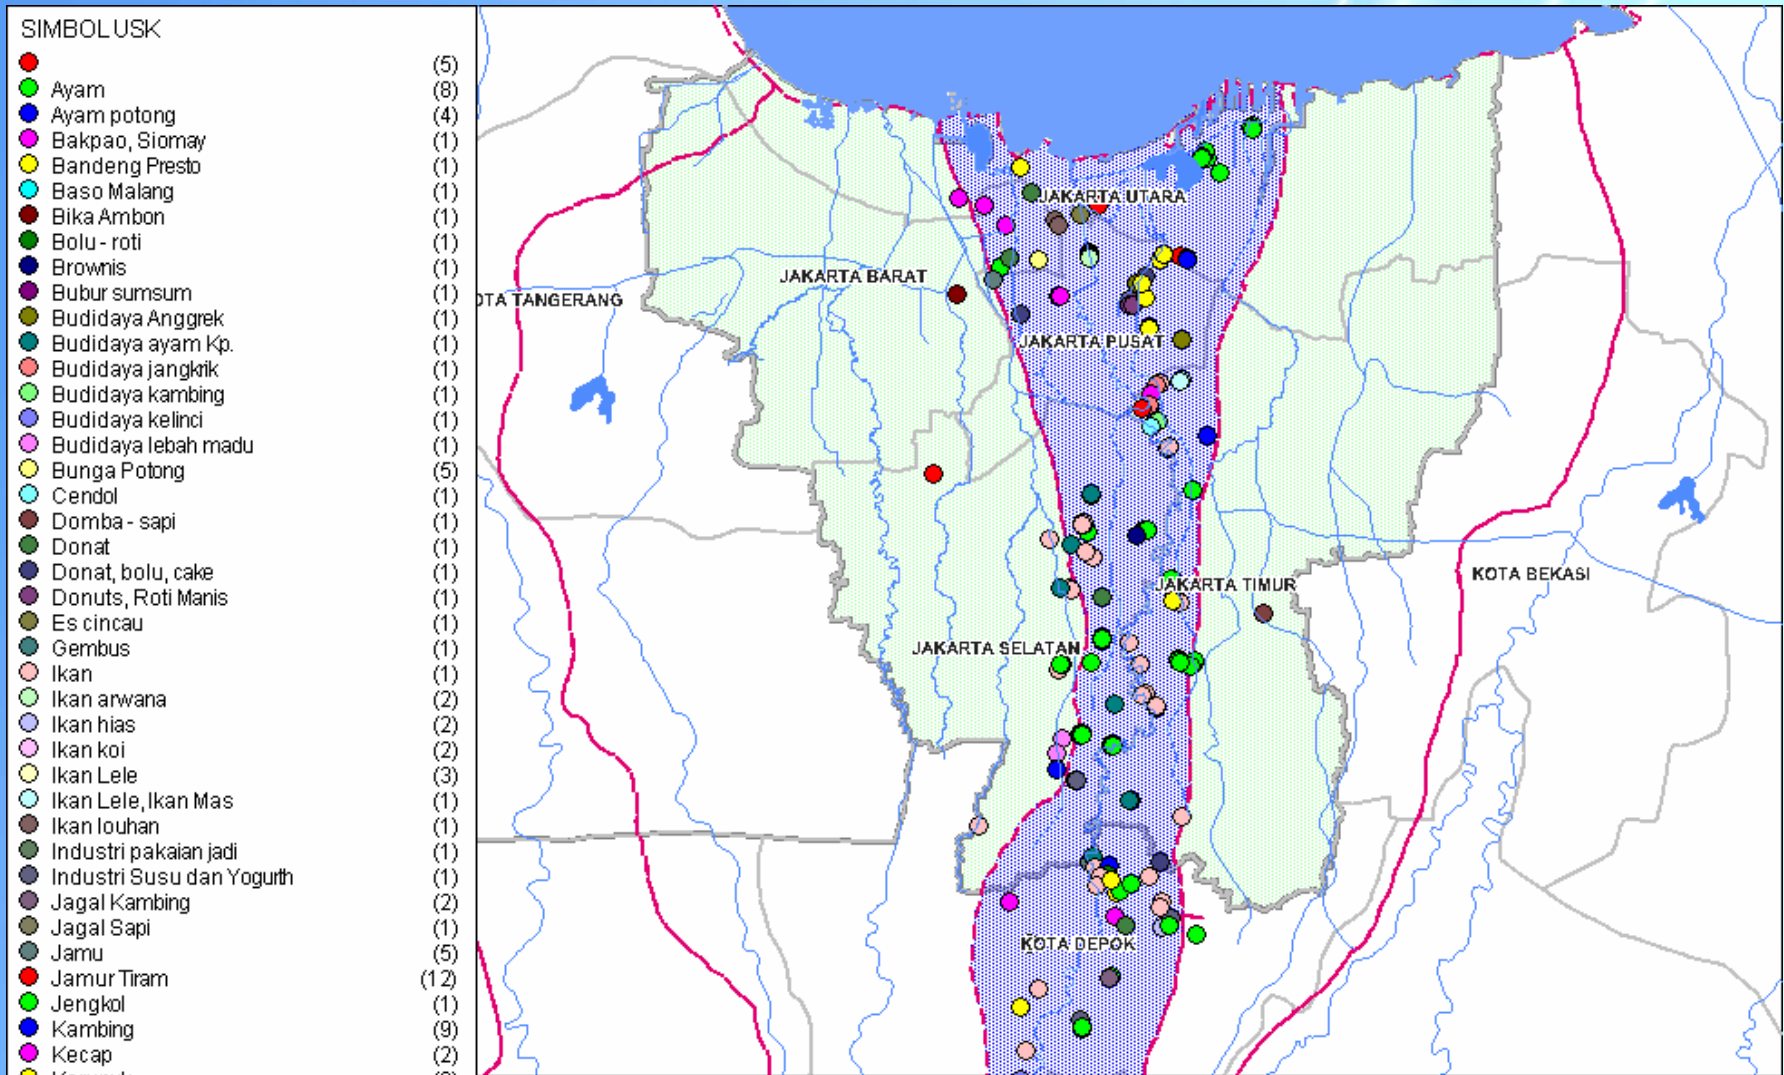 SIMBOLUSK
(5)
Ayam (8)
Ayam potong (4)
Bakpao, Siomay (1)
Bandeng Presto (1)
Baso Malang (1)
Bika Ambon (1)
Bolu - roti (1)
Brownis (1)
Bubur sumsum (1)
Budidaya Anggrek (1)
Budidaya ayam Kp. (1)
Budidaya jangkrik (1)
Budidaya kambing (1)
Budidaya kelinci (1)
Budidaya lebah madu (1)
Bunga Potong (5)
Cendol (1)
Domba - sapi (1)
Donat (1)
Donat, bolu, cake (1)
Donuts, Roti Manis (1)
Es cincau (1)
Gembus (1)
Ikan (1)
Ikan arwana (2)
Ikan hias (2)
Ikan koi (2)
Ikan Lele (3)
Ikan Lele, Ikan Mas (1)
Ikan louhan (1)
Industri pakaian jadi (1)
Industri Susu dan Yogurth (1)
Jagal Kambing (2)
Jagal Sapi (1)
Jamu (5)
Jamur Tiram (12)
Jengkol (1)
Kambing (9)
Kecap (2)
JAKARTA UTARA
JAKARTA BARAT
OTA TANGERANG
JAKARTA PUSAT
KOTA BEKASI
JAKARTA TIMUR
JAKARTA SELATAN
KOTA DEPOK